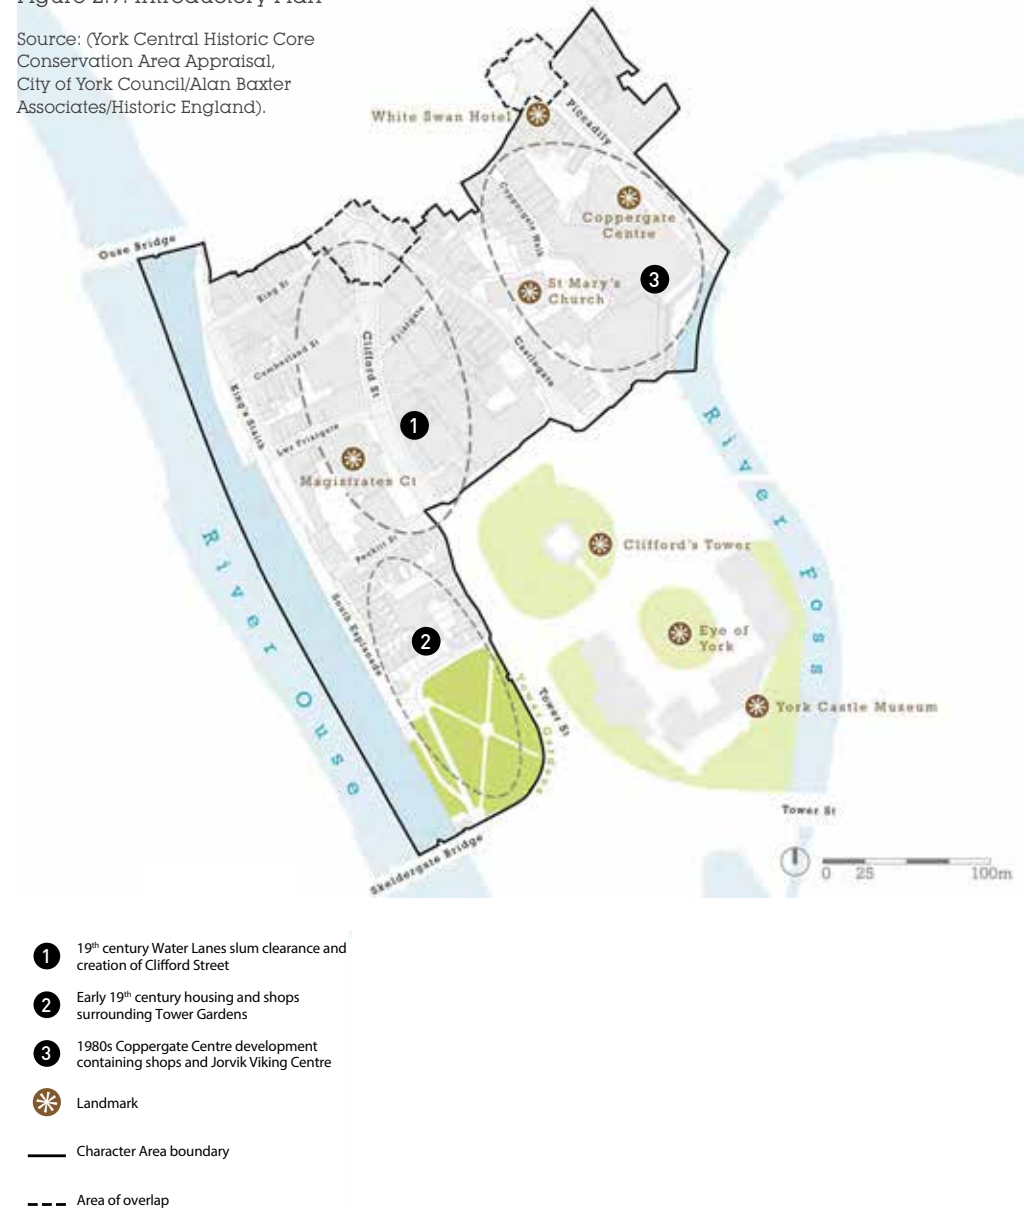 Figure 2.9: Introductory Plan
Source: (York Central Historic Core
Conservation Area Appraisal,
City of York Council/Alan Baxter
Associates/Historic England).
White Swan Hotel
Piccadily
Coppergate
Centre
Coppergate Walk
St Mary's
Church
3
Ouse Bridge
King St
Cumberland St
Clifford St
Friargate
Castlegate
King's Staith
Lwr Friargate
1
Magistrates Ct
Peckitt St
South Esplanade
2
Tower Gardens
Tower St
River Ouse
River Foss
Clifford's Tower
Eye of
York
York Castle Museum
Tower St
Skeldergate Bridge
0 25 100m
1 19th century Water Lanes slum clearance and
creation of Clifford Street
2 Early 19th century housing and shops
surrounding Tower Gardens
3 1980s Coppergate Centre development
containing shops and Jorvik Viking Centre
Landmark
Character Area boundary
Area of overlap